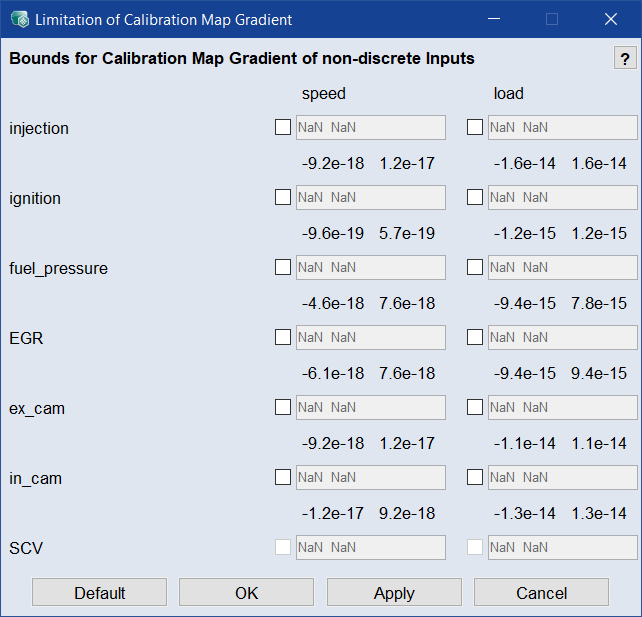 Limitation of Calibration Map Gradient
Bounds for Calibration Map Gradient of non-discrete Inputs ?
speed load
injection NaN NaN NaN NaN
-9.2e-18 1.2e-17 -1.6e-14 1.6e-14
ignition NaN NaN NaN NaN
-9.6e-19 5.7e-19 -1.2e-15 1.2e-15
fuel_pressure NaN NaN NaN NaN
-4.6e-18 7.6e-18 -9.4e-15 7.8e-15
EGR NaN NaN NaN NaN
-6.1e-18 7.6e-18 -9.4e-15 9.4e-15
ex_cam NaN NaN NaN NaN
-9.2e-18 1.2e-17 -1.1e-14 1.1e-14
in_cam NaN NaN NaN NaN
-1.2e-17 9.2e-18 -1.3e-14 1.3e-14
SCV NaN NaN NaN NaN
Default OK Apply Cancel